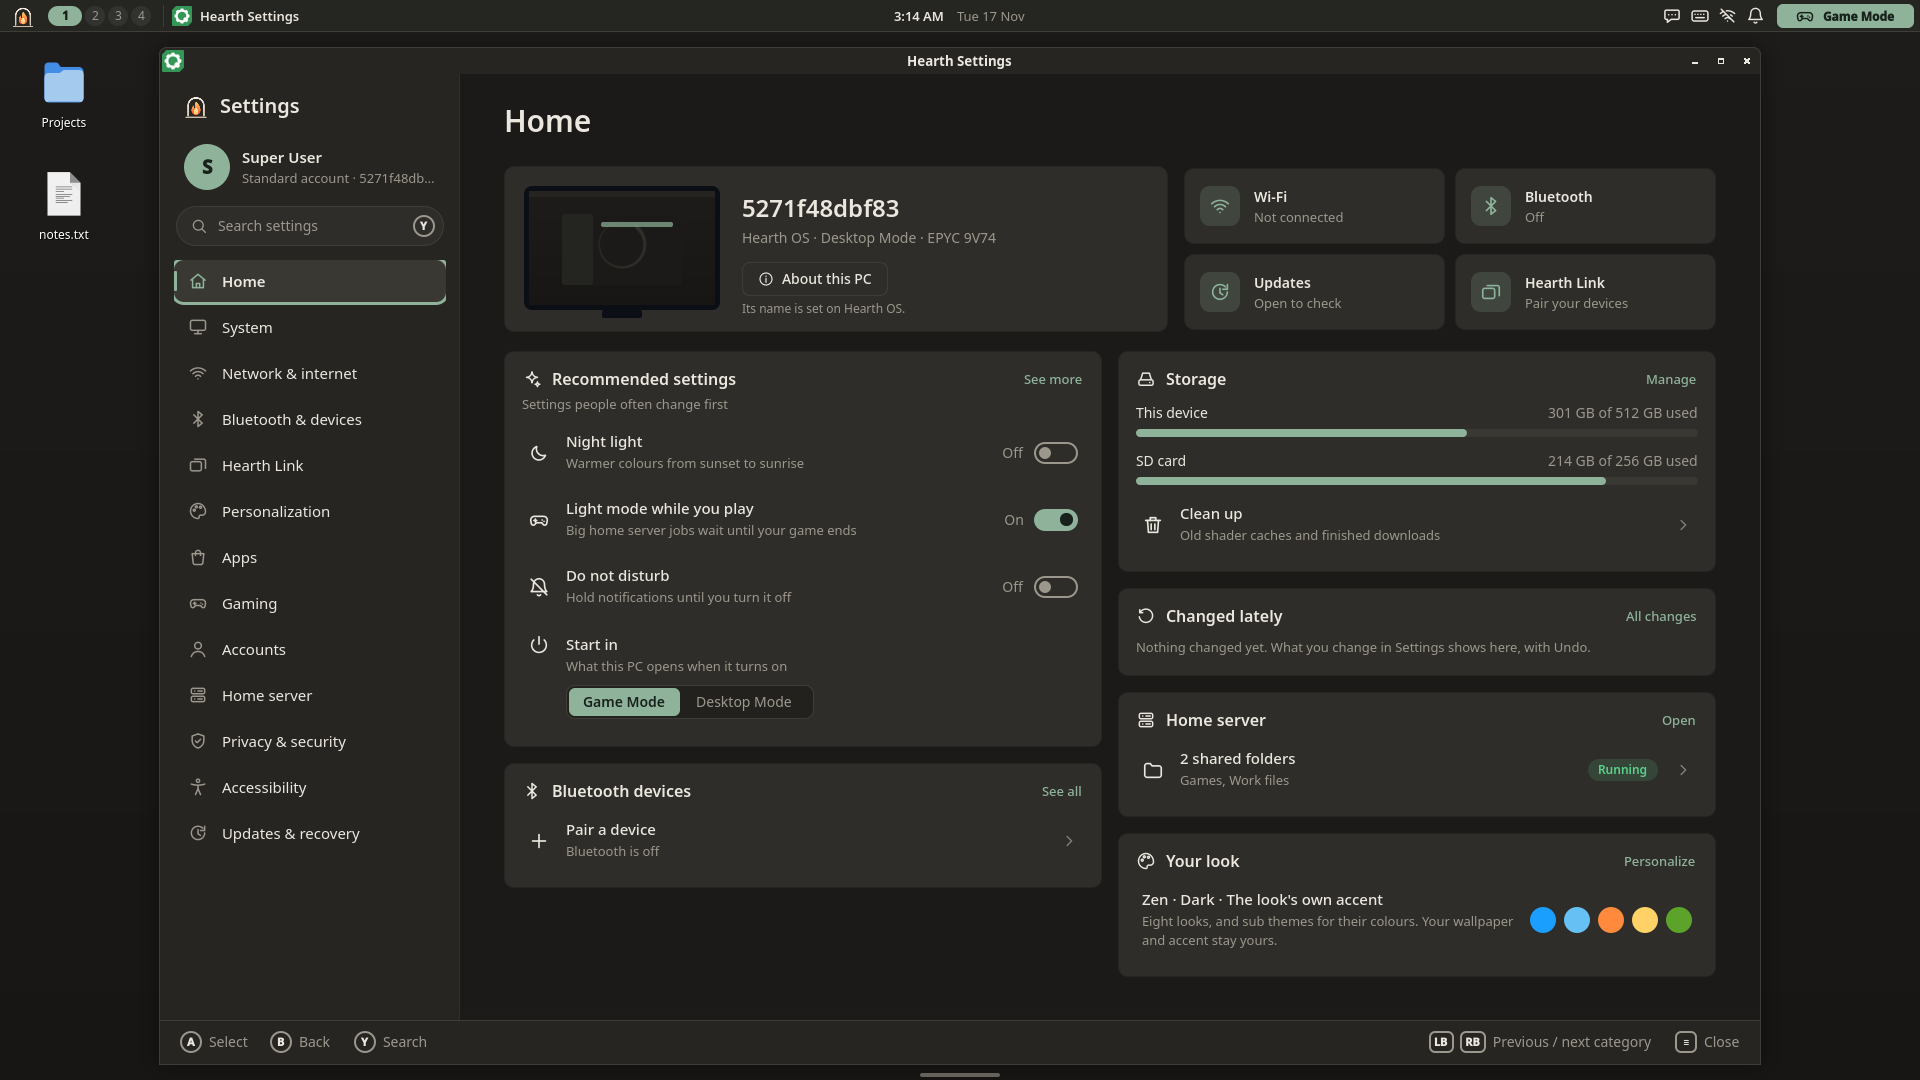 1 2 3 4 Hearth Settings 3:14 AM Tue 17 Nov Game Mode
Projects
notes.txt
Hearth Settings
Settings
S
Super User
Standard account · 5271f48db...
Search settings Y
Home
System
Network & internet
Bluetooth & devices
Hearth Link
Personalization
Apps
Gaming
Accounts
Home server
Privacy & security
Accessibility
Updates & recovery
Home
5271f48dbf83
Hearth OS · Desktop Mode · EPYC 9V74
About this PC
Its name is set on Hearth OS.
Wi-Fi
Not connected
Bluetooth
Off
Updates
Open to check
Hearth Link
Pair your devices
Recommended settings See more
Settings people often change first
Night light
Warmer colours from sunset to sunrise
Off
Light mode while you play
Big home server jobs wait until your game ends
On
Do not disturb
Hold notifications until you turn it off
Off
Start in
What this PC opens when it turns on
Game Mode Desktop Mode
Bluetooth devices See all
Pair a device
Bluetooth is off
Storage Manage
This device 301 GB of 512 GB used
SD card 214 GB of 256 GB used
Clean up
Old shader caches and finished downloads
Changed lately All changes
Nothing changed yet. What you change in Settings shows here, with Undo.
Home server Open
2 shared folders
Games, Work files
Running
Your look Personalize
Zen · Dark · The look's own accent
Eight looks, and sub themes for their colours. Your wallpaper
and accent stay yours.
A Select B Back Y Search LB RB Previous / next category Close